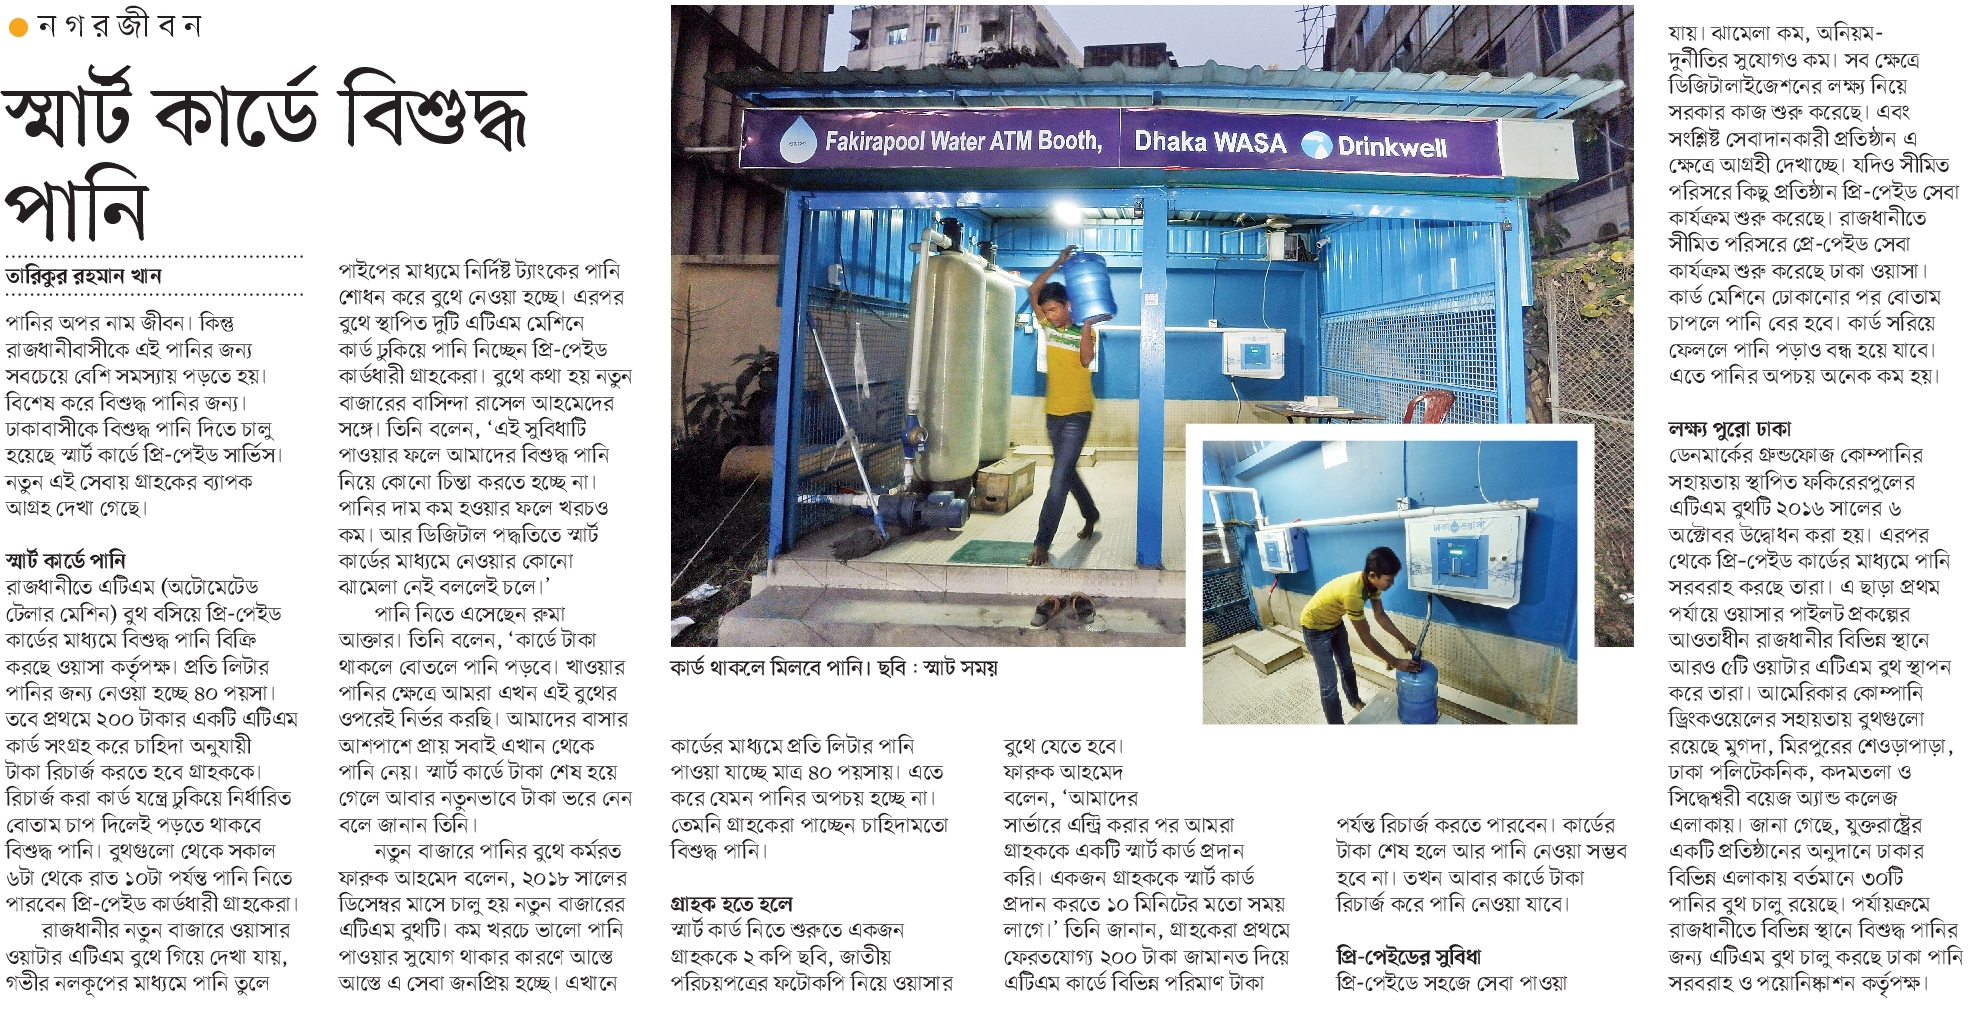 নগরজীবন
স্মার্ট কার্ডে বিশুদ্ধ
পানি
তারিকুর রহমান খান
পানির অপর নাম জীবন। কিন্তু
রাজধানীবাসীকে এই পানির জন্য
সবচেয়ে বেশি সমস্যায় পড়তে হয়।
বিশেষ করে বিশুদ্ধ পানির জন্য।
ঢাকাবাসীকে বিশুদ্ধ পানি দিতে চালু
হয়েছে স্মার্ট কার্ডে প্রি-পেইড সার্ভিস।
নতুন এই সেবায় গ্রাহকের ব্যাপক
আগ্রহ দেখা গেছে।
স্মার্ট কার্ডে পানি
রাজধানীতে এটিএম (অটোমেটেড
টেলার মেশিন) বুথ বসিয়ে প্রি-পেইড
কার্ডের মাধ্যমে বিশুদ্ধ পানি বিক্রি
করছে ওয়াসা কর্তৃপক্ষ। প্রতি লিটার
পানির জন্য নেওয়া হচ্ছে ৪০ পয়সা।
তবে প্রথমে ২০০ টাকার একটি এটিএম
কার্ড সংগ্রহ করে চাহিদা অনুযায়ী
টাকা রিচার্জ করতে হবে গ্রাহককে।
রিচার্জ করা কার্ড যন্ত্রে ঢুকিয়ে নির্ধারিত
বোতাম চাপ দিলেই পড়তে থাকবে
বিশুদ্ধ পানি। বুথগুলো থেকে সকাল
৬টা থেকে রাত ১০টা পর্যন্ত পানি নিতে
পারবেন প্রি-পেইড কার্ডধারী গ্রাহকেরা।
রাজধানীর নতুন বাজারে ওয়াসার
ওয়াটার এটিএম বুথে গিয়ে দেখা যায়,
গভীর নলকূপের মাধ্যমে পানি তুলে
পাইপের মাধ্যমে নির্দিষ্ট ট্যাংকের পানি
শোধন করে বুথে নেওয়া হচ্ছে। এরপর
বুথে স্থাপিত দুটি এটিএম মেশিনে
কার্ড ঢুকিয়ে পানি নিচ্ছেন প্রি-পেইড
কার্ডধারী গ্রাহকেরা। বুথে কথা হয় নতুন
বাজারের বাসিন্দা রাসেল আহমেদের
সঙ্গে। তিনি বলেন, ‘এই সুবিধাটি
পাওয়ার ফলে আমাদের বিশুদ্ধ পানি
নিয়ে কোনো চিন্তা করতে হচ্ছে না।
পানির দাম কম হওয়ার ফলে খরচও
কম। আর ডিজিটাল পদ্ধতিতে স্মার্ট
কার্ডের মাধ্যমে নেওয়ার কোনো
ঝামেলা নেই বললেই চলে।’
পানি নিতে এসেছেন রুমা
আক্তার। তিনি বলেন, ‘কার্ডে টাকা
থাকলে বোতলে পানি পড়বে। খাওয়ার
পানির ক্ষেত্রে আমরা এখন এই বুথের
ওপরেই নির্ভর করছি। আমাদের বাসার
আশপাশে প্রায় সবাই এখান থেকে
পানি নেয়। স্মার্ট কার্ডে টাকা শেষ হয়ে
গেলে আবার নতুনভাবে টাকা ভরে নেন
বলে জানান তিনি।
নতুন বাজারে পানির বুথে কর্মরত
ফারুক আহমেদ বলেন, ২০১৮ সালের
ডিসেম্বর মাসে চালু হয় নতুন বাজারের
এটিএম বুথটি। কম খরচে ভালো পানি
পাওয়ার সুযোগ থাকার কারণে আস্তে
আস্তে এ সেবা জনপ্রিয় হচ্ছে। এখানে
Fakirapool Water ATM Booth, Dhaka WASA Drinkwell
ঢাকা ওয়াসা
কার্ড থাকলে মিলবে পানি। ছবি : স্মার্ট সময়
কার্ডের মাধ্যমে প্রতি লিটার পানি
পাওয়া যাচ্ছে মাত্র ৪০ পয়সায়। এতে
করে যেমন পানির অপচয় হচ্ছে না।
তেমনি গ্রাহকেরা পাচ্ছেন চাহিদামতো
বিশুদ্ধ পানি।
গ্রাহক হতে হলে
স্মার্ট কার্ড নিতে শুরুতে একজন
গ্রাহককে ২ কপি ছবি, জাতীয়
পরিচয়পত্রের ফটোকপি নিয়ে ওয়াসার
বুথে যেতে হবে।
ফারুক আহমেদ
বলেন, ‘আমাদের
সার্ভারে এন্ট্রি করার পর আমরা
গ্রাহককে একটি স্মার্ট কার্ড প্রদান
করি। একজন গ্রাহককে স্মার্ট কার্ড
প্রদান করতে ১০ মিনিটের মতো সময়
লাগে।’ তিনি জানান, গ্রাহকেরা প্রথমে
ফেরতযোগ্য ২০০ টাকা জামানত দিয়ে
এটিএম কার্ডে বিভিন্ন পরিমাণ টাকা
পর্যন্ত রিচার্জ করতে পারবেন। কার্ডের
টাকা শেষ হলে আর পানি নেওয়া সম্ভব
হবে না। তখন আবার কার্ডে টাকা
রিচার্জ করে পানি নেওয়া যাবে।
প্রি-পেইডের সুবিধা
প্রি-পেইডে সহজে সেবা পাওয়া
যায়। ঝামেলা কম, অনিয়ম-
দুর্নীতির সুযোগও কম। সব ক্ষেত্রে
ডিজিটালাইজেশনের লক্ষ্য নিয়ে
সরকার কাজ শুরু করেছে। এবং
সংশ্লিষ্ট সেবাদানকারী প্রতিষ্ঠান এ
ক্ষেত্রে আগ্রহী দেখাচ্ছে। যদিও সীমিত
পরিসরে কিছু প্রতিষ্ঠান প্রি-পেইড সেবা
কার্যক্রম শুরু করেছে। রাজধানীতে
সীমিত পরিসরে প্রে-পেইড সেবা
কার্যক্রম শুরু করেছে ঢাকা ওয়াসা।
কার্ড মেশিনে ঢোকানোর পর বোতাম
চাপলে পানি বের হবে। কার্ড সরিয়ে
ফেললে পানি পড়াও বন্ধ হয়ে যাবে।
এতে পানির অপচয় অনেক কম হয়।
লক্ষ্য পুরো ঢাকা
ডেনমার্কের গ্রুন্ডফোজ কোম্পানির
সহায়তায় স্থাপিত ফকিরেরপুলের
এটিএম বুথটি ২০১৬ সালের ৬
অক্টোবর উদ্বোধন করা হয়। এরপর
থেকে প্রি-পেইড কার্ডের মাধ্যমে পানি
সরবরাহ করছে তারা। এ ছাড়া প্রথম
পর্যায়ে ওয়াসার পাইলট প্রকল্পের
আওতাধীন রাজধানীর বিভিন্ন স্থানে
আরও ৫টি ওয়াটার এটিএম বুথ স্থাপন
করে তারা। আমেরিকার কোম্পানি
ড্রিংকওয়েলের সহায়তায় বুথগুলো
রয়েছে মুগদা, মিরপুরের শেওড়াপাড়া,
ঢাকা পলিটেকনিক, কদমতলা ও
সিদ্ধেশ্বরী বয়েজ অ্যান্ড কলেজ
এলাকায়। জানা গেছে, যুক্তরাষ্ট্রের
একটি প্রতিষ্ঠানের অনুদানে ঢাকার
বিভিন্ন এলাকায় বর্তমানে ৩০টি
পানির বুথ চালু রয়েছে। পর্যায়ক্রমে
রাজধানীতে বিভিন্ন স্থানে বিশুদ্ধ পানির
জন্য এটিএম বুথ চালু করছে ঢাকা পানি
সরবরাহ ও পয়োনিষ্কাশন কর্তৃপক্ষ।